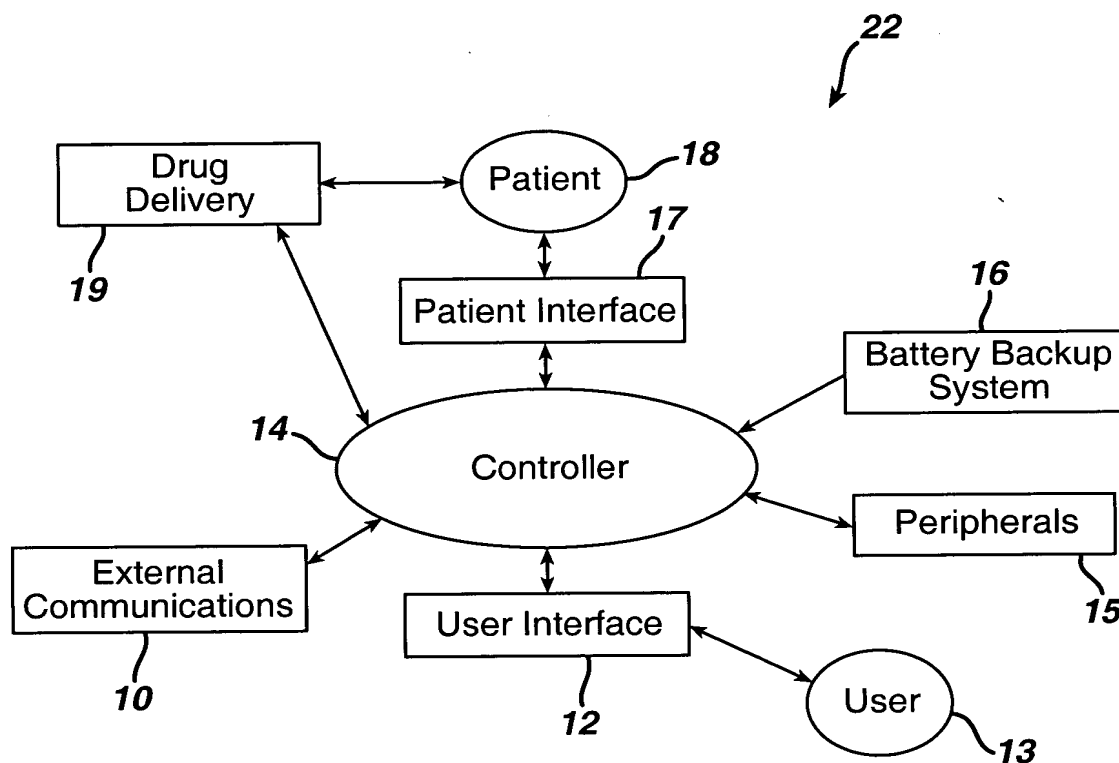 22
Drug
Delivery
19
Patient
18
17
Patient Interface
16
Battery Backup
System
14
Controller
Peripherals
15
External
Communications
10
User Interface
12
User
13